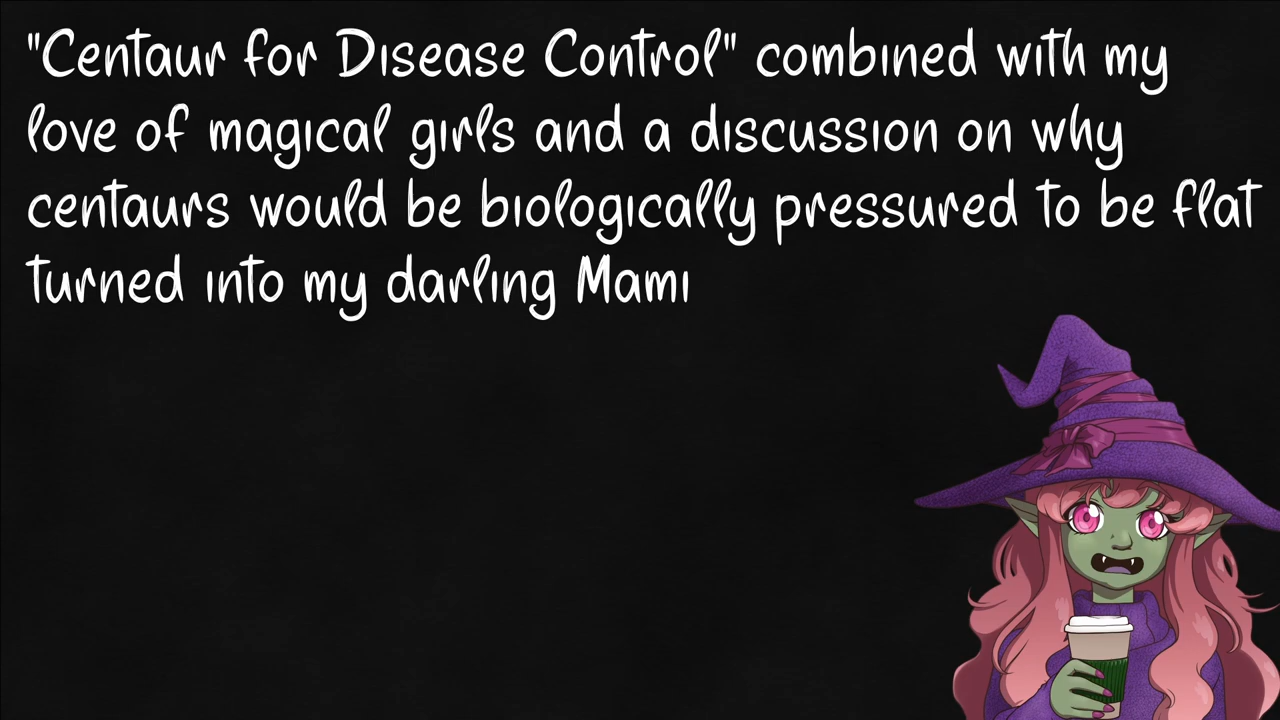 "Centaur for Disease Control" combined with my
love of magical girls and a discussion on why
centaurs would be biologically pressured to be flat
turned into my darling Mami